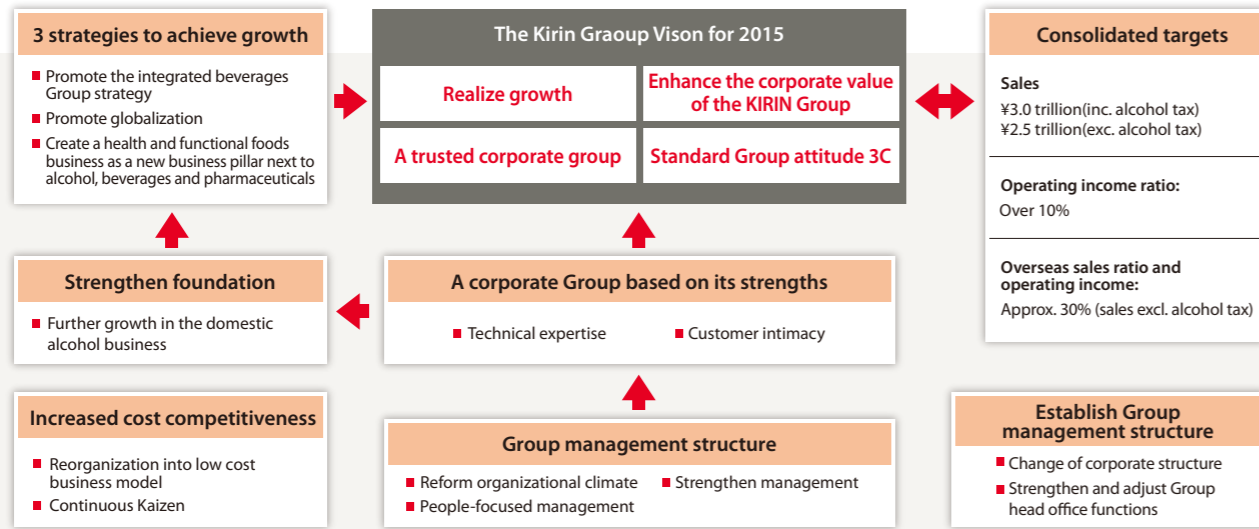 3 strategies to achieve growth
Promote the integrated beverages
Group strategy
Promote globalization
Create a health and functional foods
business as a new business pillar next to
alcohol, beverages and pharmaceuticals
The Kirin Graoup Vison for 2015
Realize growth
Enhance the corporate value
of the KIRIN Group
A trusted corporate group
Standard Group attitude 3C
Consolidated targets
Sales
¥3.0 trillion(inc. alcohol tax)
¥2.5 trillion(exc. alcohol tax)
Operating income ratio:
Over 10%
Overseas sales ratio and
operating income:
Approx. 30% (sales excl. alcohol tax)
Strengthen foundation
Further growth in the domestic
alcohol business
A corporate Group based on its strengths
Technical expertise
Customer intimacy
Increased cost competitiveness
Reorganization into low cost
business model
Continuous Kaizen
Group management structure
Reform organizational climate
Strengthen management
People-focused management
Establish Group
management structure
Change of corporate structure
Strengthen and adjust Group
head office functions